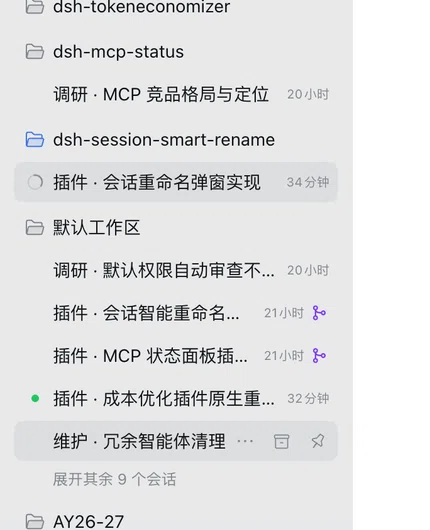 dsh-tokeneconomizer
dsh-mcp-status
调研 · MCP 竞品格局与定位 20小时
dsh-session-smart-rename
插件 · 会话重命名弹窗实现 34分钟
默认工作区
调研 · 默认权限自动审查不... 20小时
插件 · 会话智能重命名... 21小时
插件 · MCP 状态面板插... 21小时
插件 · 成本优化插件原生重... 32分钟
维护 · 冗余智能体清理 ···
展开其余 9 个会话
AY26-27